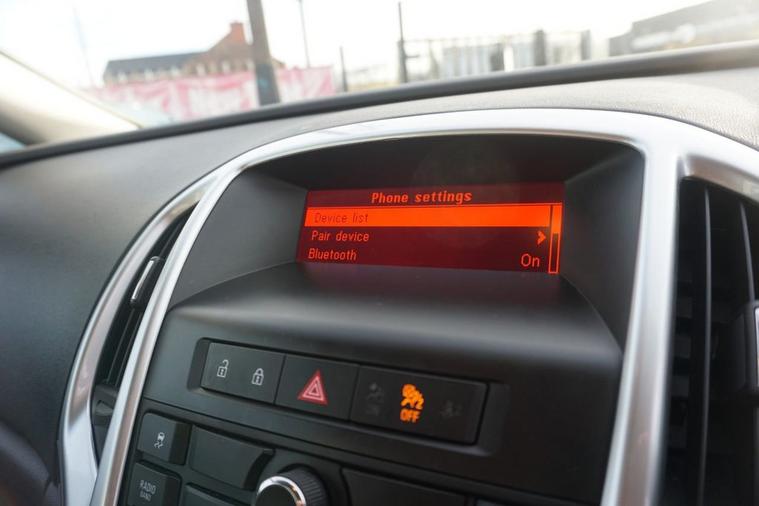 Phone settings
Device list
Pair device
Bluetooth On
OFF
RADIO
BAND